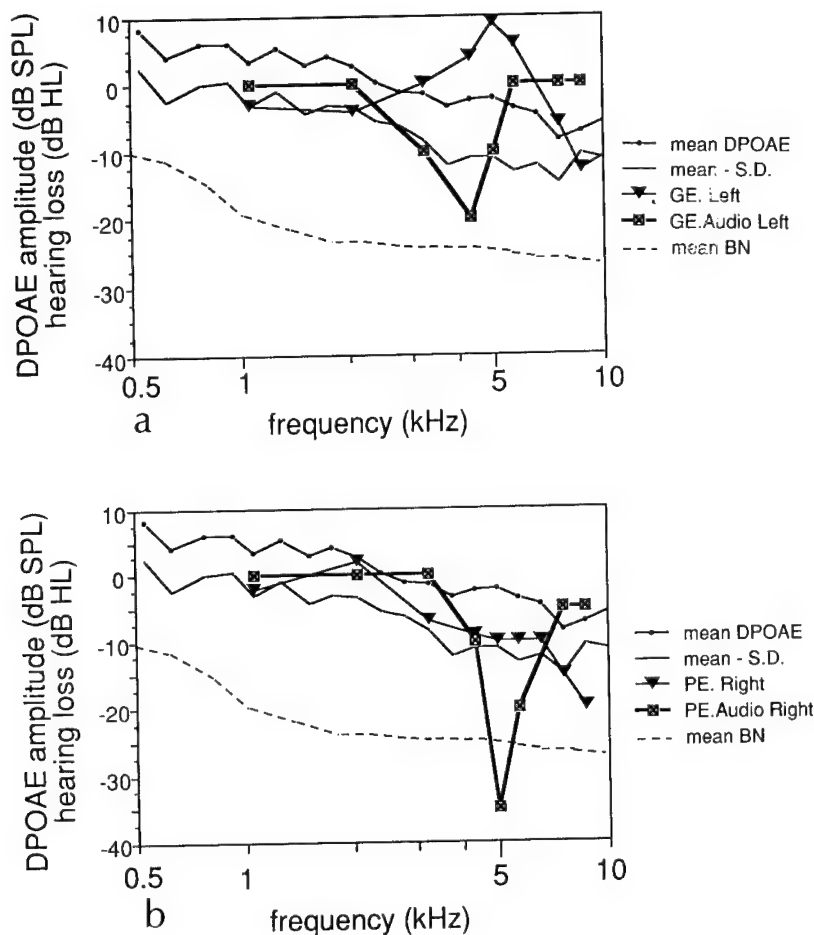 10
0
-10
-20
-30
-40
DPOAE amplitude (dB SPL)
hearing loss (dB HL)
0.5
1
5
10
a
frequency (kHz)
mean DPOAE
mean - S.D.
GE. Left
GE.Audio Left
mean BN
10
0
-10
-20
-30
-40
DPOAE amplitude (dB SPL)
hearing loss (dB HL)
0.5
1
5
10
b
frequency (kHz)
mean DPOAE
mean - S.D.
PE. Right
PE.Audio Right
mean BN